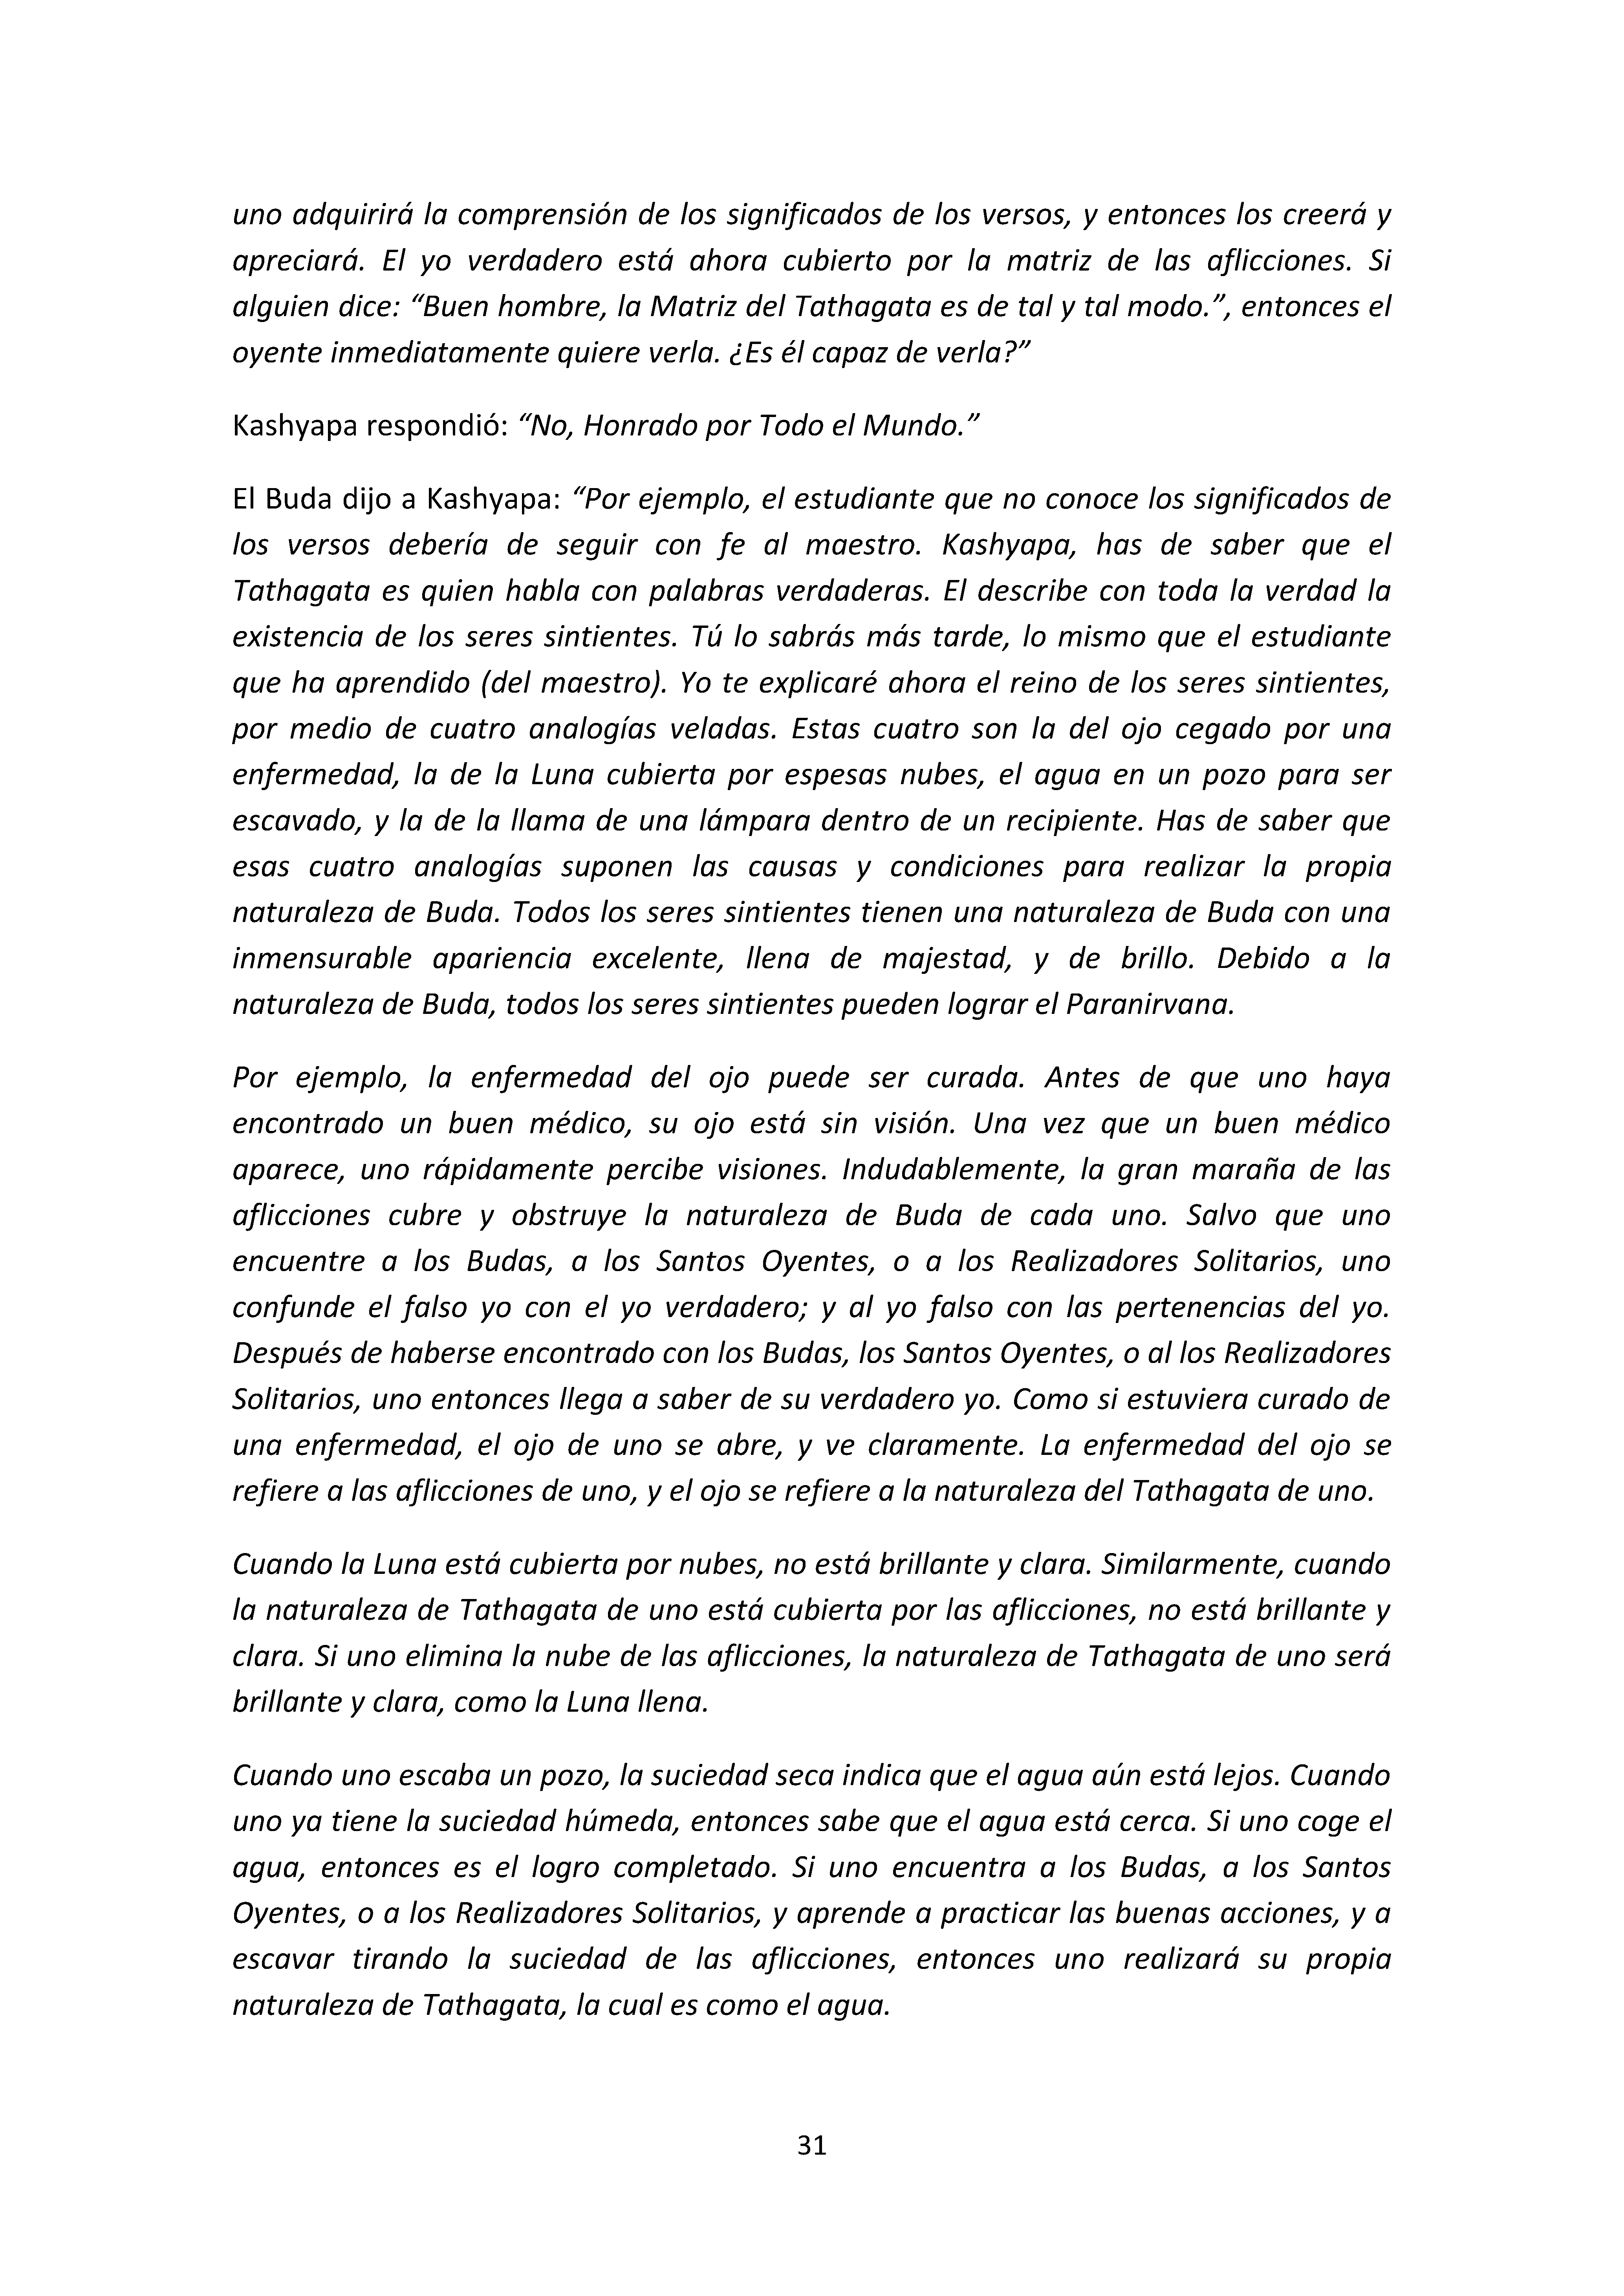 uno adquirirá la comprensión de los significados de los versos, y entonces los creerá y
apreciará. El yo verdadero está ahora cubierto por la matriz de las aflicciones. Si
alguien dice: “Buen hombre, la Matriz del Tathagata es de tal y tal modo.”, entonces el
oyente inmediatamente quiere verla. ¿Es él capaz de verla?”
Kashyapa respondió: “No, Honrado por Todo el Mundo.”
El Buda dijo a Kashyapa: “Por ejemplo, el estudiante que no conoce los significados de
los versos debería de seguir con fe al maestro. Kashyapa, has de saber que el
Tathagata es quien habla con palabras verdaderas. El describe con toda la verdad la
existencia de los seres sintientes. Tú lo sabrás más tarde, lo mismo que el estudiante
que ha aprendido (del maestro). Yo te explicaré ahora el reino de los seres sintientes,
por medio de cuatro analogías veladas. Estas cuatro son la del ojo cegado por una
enfermedad, la de la Luna cubierta por espesas nubes, el agua en un pozo para ser
escavado, y la de la llama de una lámpara dentro de un recipiente. Has de saber que
esas cuatro analogías suponen las causas y condiciones para realizar la propia
naturaleza de Buda. Todos los seres sintientes tienen una naturaleza de Buda con una
inmensurable apariencia excelente, llena de majestad, y de brillo. Debido a la
naturaleza de Buda, todos los seres sintientes pueden lograr el Paranirvana.
Por ejemplo, la enfermedad del ojo puede ser curada. Antes de que uno haya
encontrado un buen médico, su ojo está sin visión. Una vez que un buen médico
aparece, uno rápidamente percibe visiones. Indudablemente, la gran maraña de las
aflicciones cubre y obstruye la naturaleza de Buda de cada uno. Salvo que uno
encuentre a los Budas, a los Santos Oyentes, o a los Realizadores Solitarios, uno
confunde el falso yo con el yo verdadero; y al yo falso con las pertenencias del yo.
Después de haberse encontrado con los Budas, los Santos Oyentes, o al los Realizadores
Solitarios, uno entonces llega a saber de su verdadero yo. Como si estuviera curado de
una enfermedad, el ojo de uno se abre, y ve claramente. La enfermedad del ojo se
refiere a las aflicciones de uno, y el ojo se refiere a la naturaleza del Tathagata de uno.
Cuando la Luna está cubierta por nubes, no está brillante y clara. Similarmente, cuando
la naturaleza de Tathagata de uno está cubierta por las aflicciones, no está brillante y
clara. Si uno elimina la nube de las aflicciones, la naturaleza de Tathagata de uno será
brillante y clara, como la Luna llena.
Cuando uno escaba un pozo, la suciedad seca indica que el agua aún está lejos. Cuando
uno ya tiene la suciedad húmeda, entonces sabe que el agua está cerca. Si uno coge el
agua, entonces es el logro completado. Si uno encuentra a los Budas, a los Santos
Oyentes, o a los Realizadores Solitarios, y aprende a practicar las buenas acciones, y a
escavar tirando la suciedad de las aflicciones, entonces uno realizará su propia
naturaleza de Tathagata, la cual es como el agua.
31